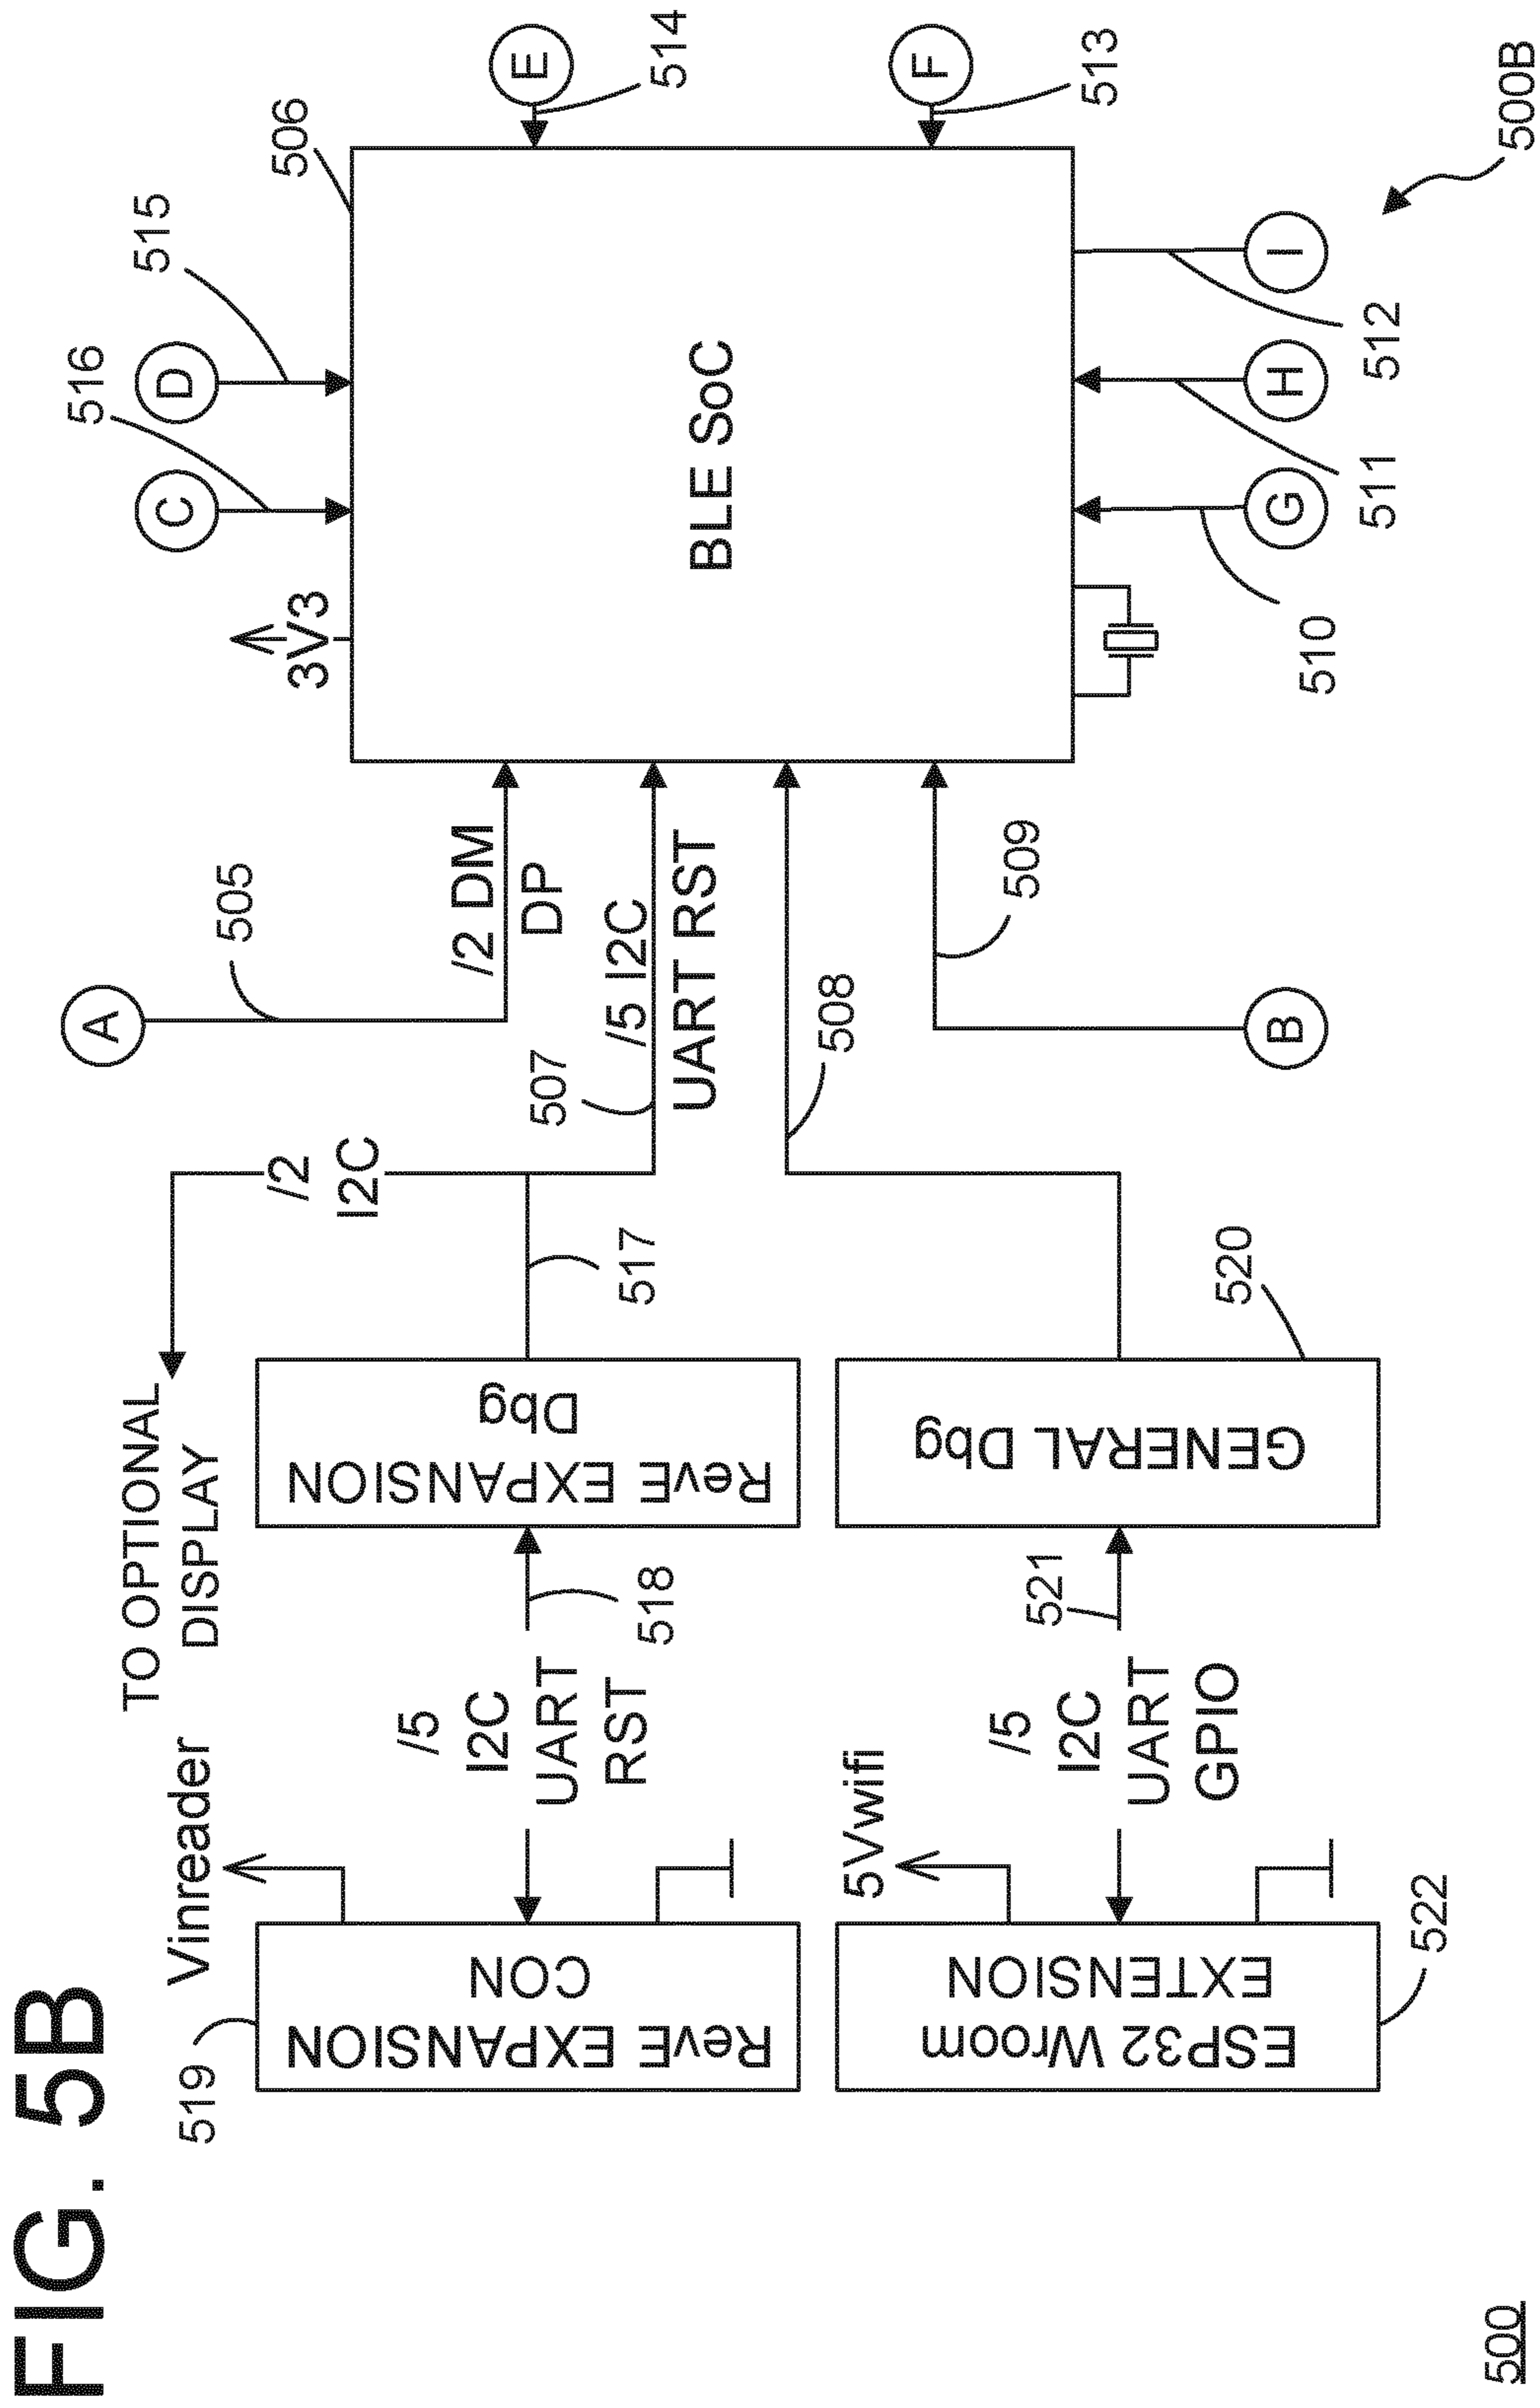 FIG. 5B
A
505
/2 DM
DP
TO OPTIONAL
DISPLAY
/2
I2C
507
/5 I2C
UART RST
517
508
509
B
Vinreader
519
ReVE EXPANSION
CON
/5
I2C
UART
RST
518
ReVE EXPANSION
Dbg
5Vwifi
ESP32 Wroom
EXTENSION
522
/5
I2C
UART
GPIO
521
GENERAL Dbg
520
516
C
515
D
3V3
506
BLE SoC
E
514
F
513
510
G
511
H
512
I
500B
500